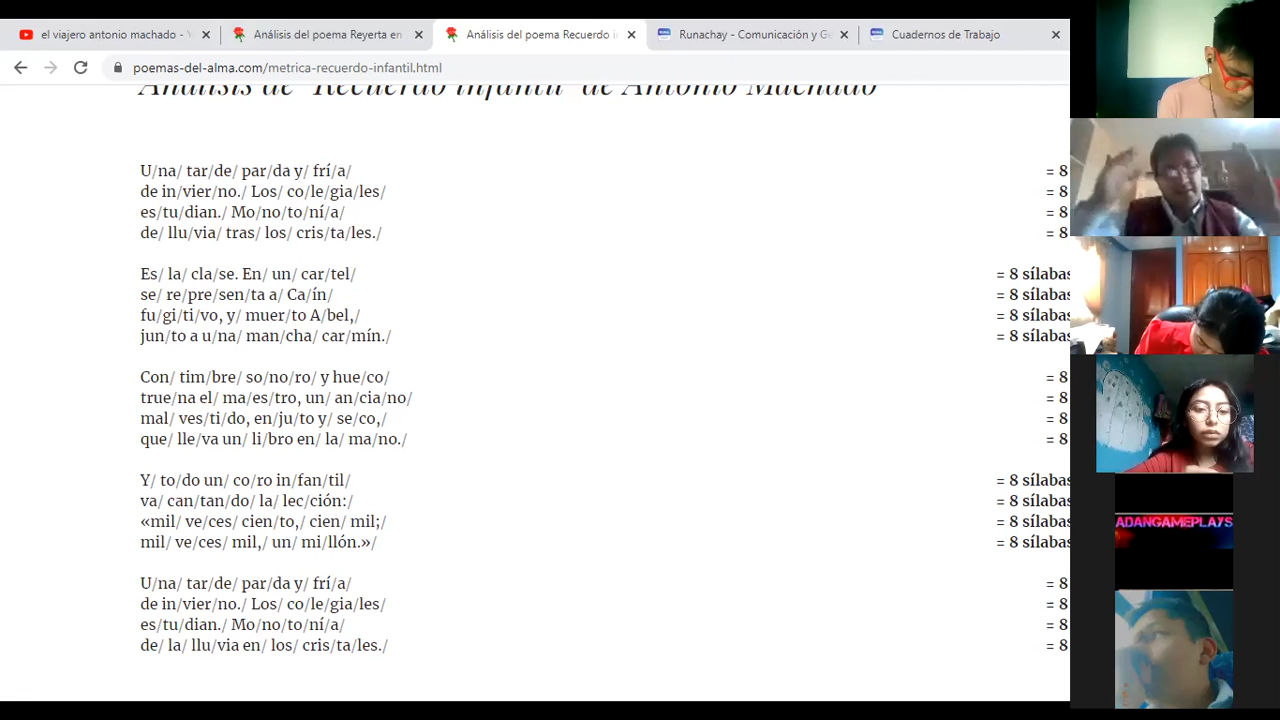 el viajero antonio machado - Y
Análisis del poema Reyerta en
Análisis del poema Recuerdo in
Runachay - Comunicación y Ge
Cuadernos de Trabajo
poemas-del-alma.com/metrica-recuerdo-infantil.html
Análisis de "Recuerdo infantil" de Antonio Machado
U/na/ tar/de/ par/da y/ frí/a/ = 8
de in/vier/no./ Los/ co/le/gia/les/ = 8
es/tu/dian./ Mo/no/to/ní/a/ = 8
de/ llu/via/ tras/ los/ cris/ta/les./ = 8
Es/ la/ cla/se. En/ un/ car/tel/ = 8 sílabas
se/ re/pre/sen/ta a/ Ca/ín/ = 8 sílabas
fu/gi/ti/vo, y/ muer/to A/bel,/ = 8 sílabas
jun/to a u/na/ man/cha/ car/mín./ = 8 sílabas
Con/ tim/bre/ so/no/ro/ y hue/co/ = 8
true/na el/ ma/es/tro, un/ an/cia/no/ = 8
mal/ ves/ti/do, en/ju/to y/ se/co,/ = 8
que/ lle/va un/ li/bro en/ la/ ma/no./ = 8
Y/ to/do un/ co/ro in/fan/til/ = 8 sílabas
va/ can/tan/do/ la/ lec/ción:/ = 8 sílabas
«mil/ ve/ces/ cien/to,/ cien/ mil;/ = 8 sílabas
mil/ ve/ces/ mil,/ un/ mi/llón.»/ = 8 sílabas
U/na/ tar/de/ par/da y/ frí/a/ = 8
de in/vier/no./ Los/ co/le/gia/les/ = 8
es/tu/dian./ Mo/no/to/ní/a/ = 8
de/ la/ llu/via en/ los/ cris/ta/les./ = 8
ADANGAMEPLAYS